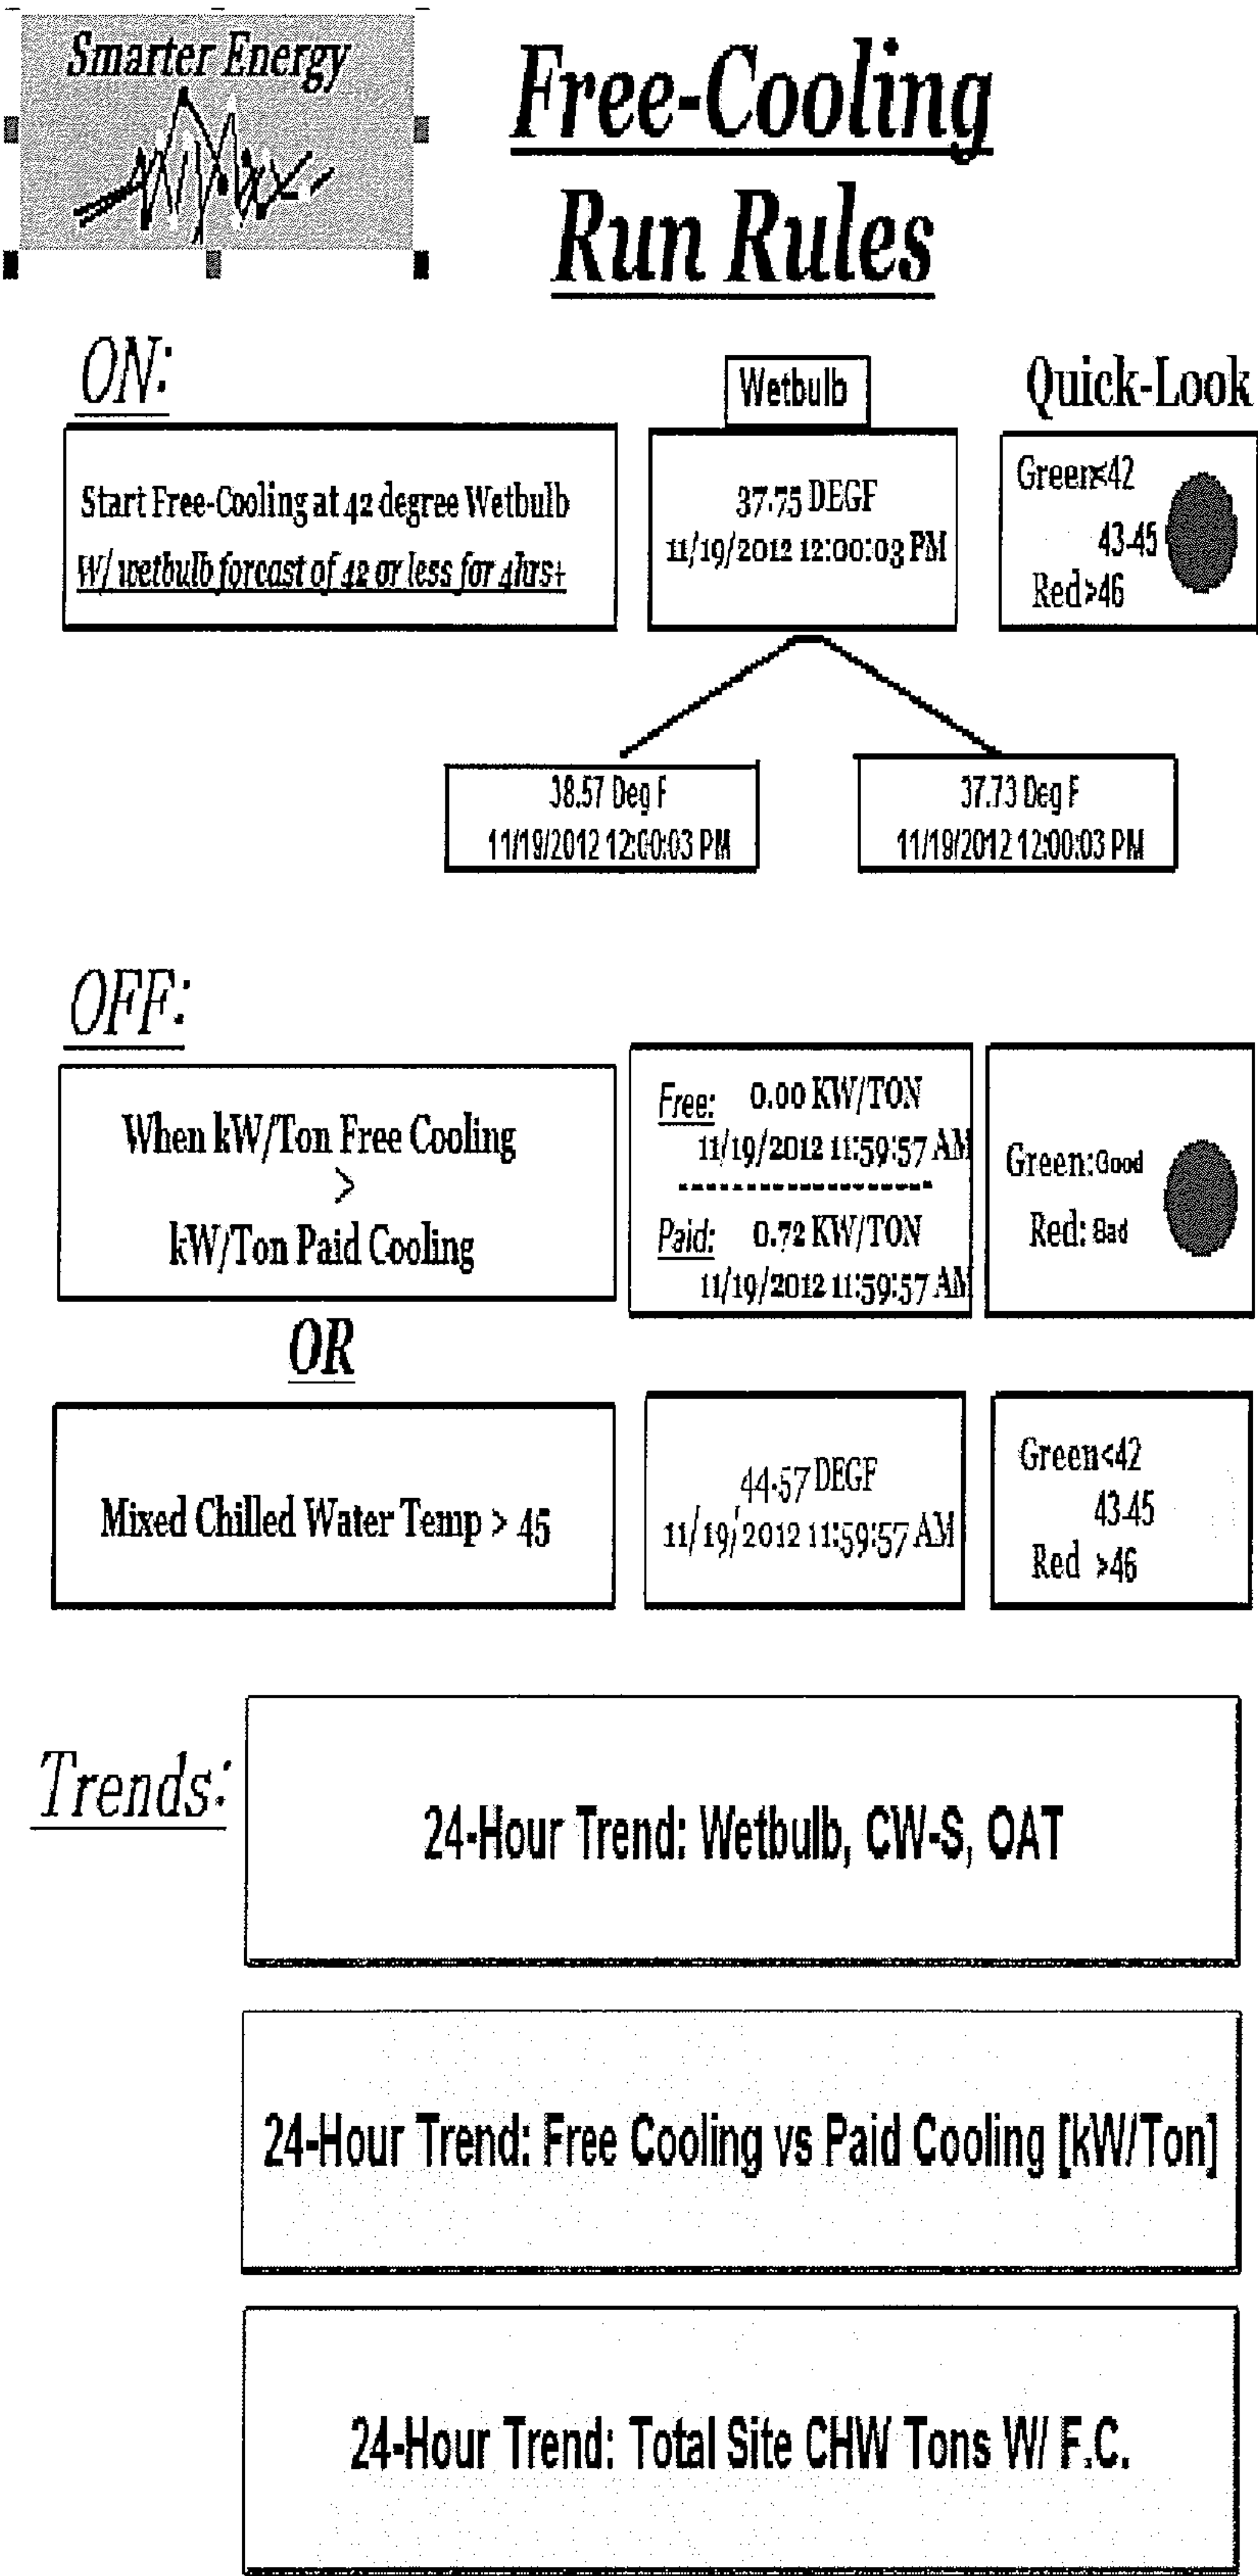 Smarter Energy
Free-Cooling
Run Rules
ON:
Wetbulb
Quick-Look
Start Free-Cooling at 42 degree Wetbulb
W/ wetbulb forcast of 42 or less for 4hrs+
37.75 DEGF
11/19/2012 12:00:03 PM
Green<42
43-45
Red>46
38.57 Deg F
11/19/2012 12:00:03 PM
37.73 Deg F
11/19/2012 12:00:03 PM
OFF:
When kW/Ton Free Cooling
>
kW/Ton Paid Cooling
Free: 0.00 KW/TON
11/19/2012 11:59:57 AM
Paid: 0.72 KW/TON
11/19/2012 11:59:57 AM
Green: Good
Red: Bad
OR
Mixed Chilled Water Temp > 45
44.57 DEGF
11/19/2012 11:59:57 AM
Green<42
43-45
Red >46
Trends:
24-Hour Trend: Wetbulb, CW-S, OAT
24-Hour Trend: Free Cooling vs Paid Cooling [kW/Ton]
24-Hour Trend: Total Site CHW Tons W/ F.C.